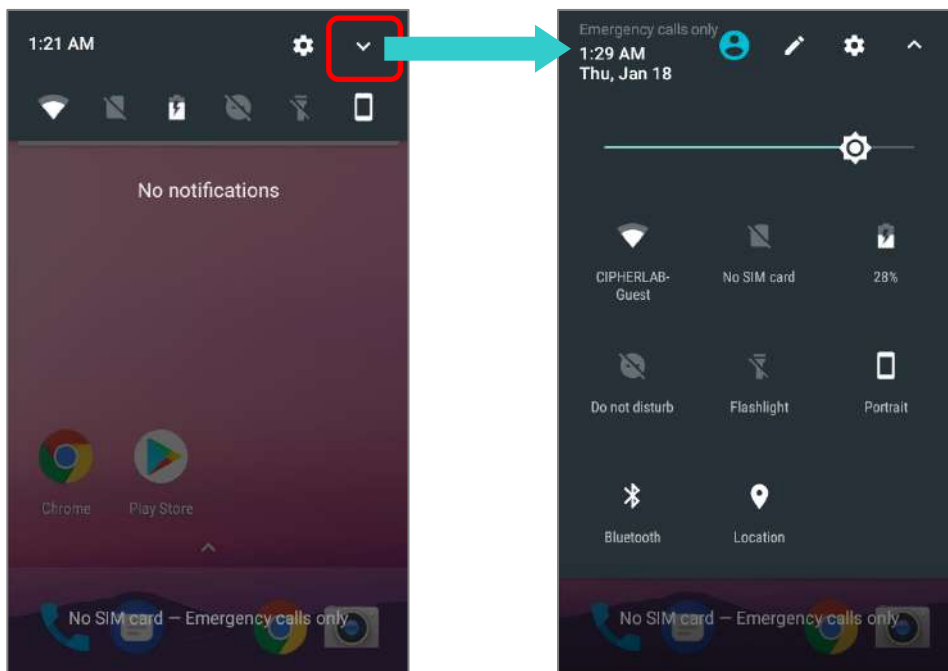 1:21 AM
No notifications
Chrome
Play Store
No SIM card — Emergency calls only
Emergency calls only
1:29 AM
Thu, Jan 18
CIPHERLAB-
Guest
No SIM card
28%
Do not disturb
Flashlight
Portrait
Bluetooth
Location
No SIM card — Emergency calls only